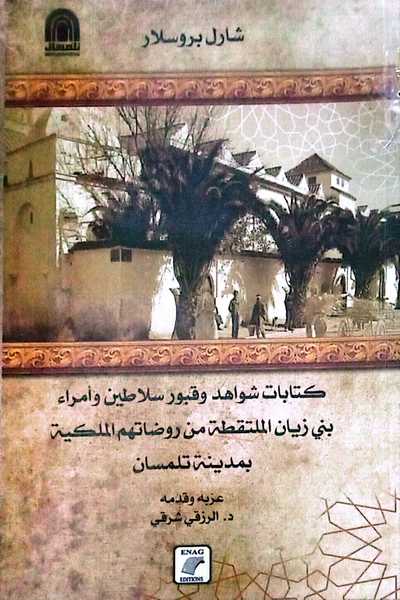 تلمسان
شارل بروسلار
كتابات شواهد وقبور سلاطين وأمراء
بني زيان الملتقطة من روضاتهم الملكية
بمدينة تلمسان
عربه وقدمه
د. الرزقي شرقي
ENAG
EDITIONS